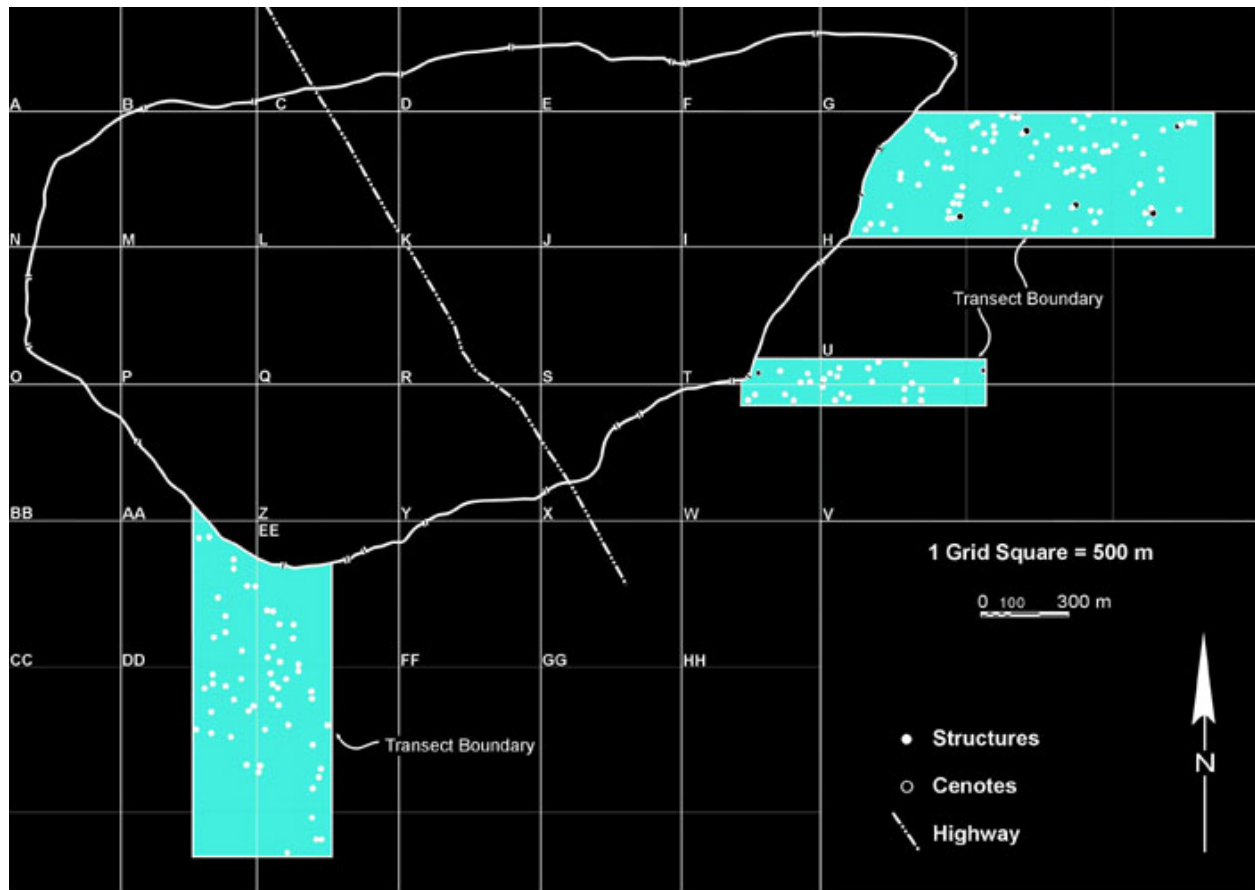 A B C D E F G
N M L K J I H
Transect Boundary
U
O P Q R S T
BB AA Z Y X W V
EE
1 Grid Square = 500 m
0 100 300 m
CC DD FF GG HH
Structures
Transect Boundary
Cenotes
N
Highway